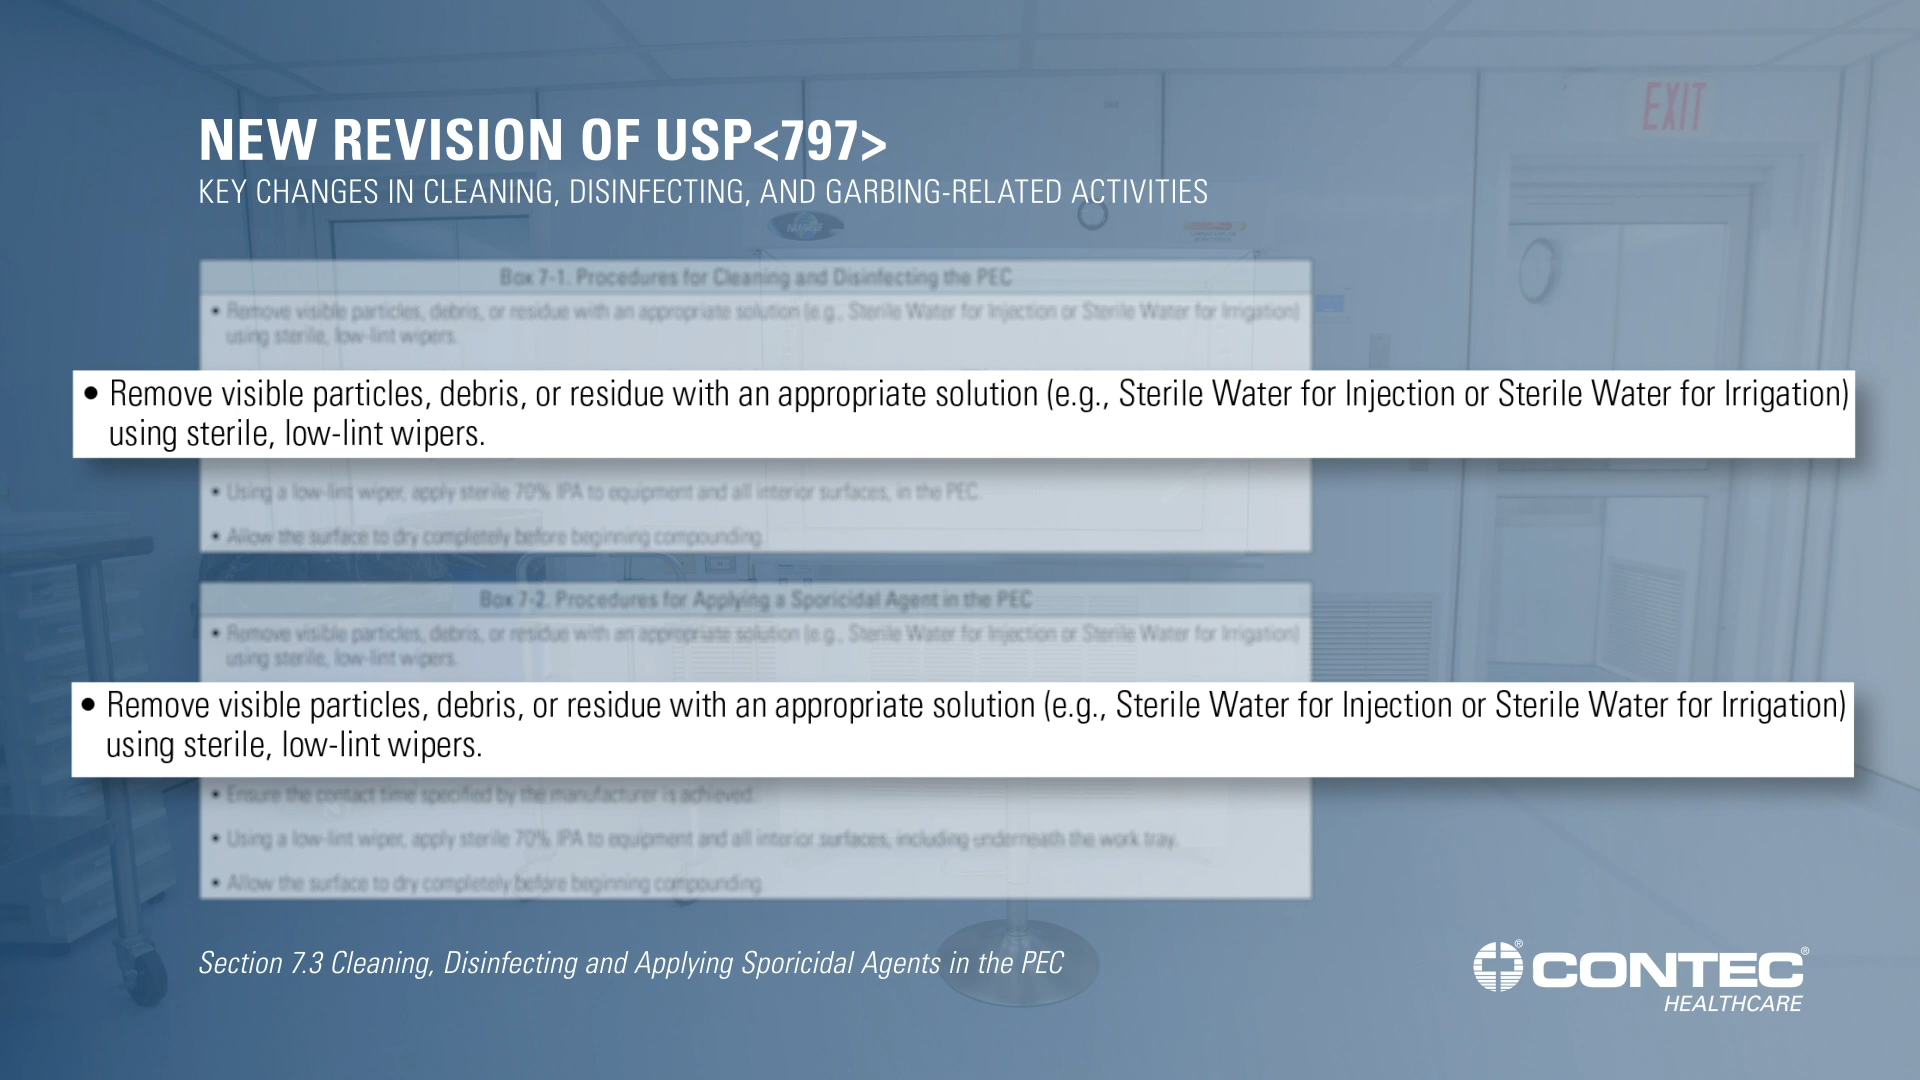 EXIT
NEW REVISION OF USP<797>
KEY CHANGES IN CLEANING, DISINFECTING, AND GARBING-RELATED ACTIVITIES
Box 7-1. Procedures for Cleaning and Disinfecting the PEC
• Remove visible particles, debris, or residue with an appropriate solution (e.g., Sterile Water for Injection or Sterile Water for Irrigation)
using sterile, low-lint wipers.
• Remove visible particles, debris, or residue with an appropriate solution (e.g., Sterile Water for Injection or Sterile Water for Irrigation)
using sterile, low-lint wipers.
• Using a low-lint wiper, apply sterile 70% IPA to equipment and all interior surfaces, in the PEC.
• Allow the surface to dry completely before beginning compounding.
Box 7-2. Procedures for Applying a Sporicidal Agent in the PEC
• Remove visible particles, debris, or residue with an appropriate solution (e.g., Sterile Water for Injection or Sterile Water for Irrigation)
using sterile, low-lint wipers.
• Remove visible particles, debris, or residue with an appropriate solution (e.g., Sterile Water for Injection or Sterile Water for Irrigation)
using sterile, low-lint wipers.
• Ensure the contact time specified by the manufacturer is achieved.
• Using a low-lint wiper, apply sterile 70% IPA to equipment and all interior surfaces, including underneath the work tray.
• Allow the surface to dry completely before beginning compounding.
Section 7.3 Cleaning, Disinfecting and Applying Sporicidal Agents in the PEC
CONTEC®
HEALTHCARE